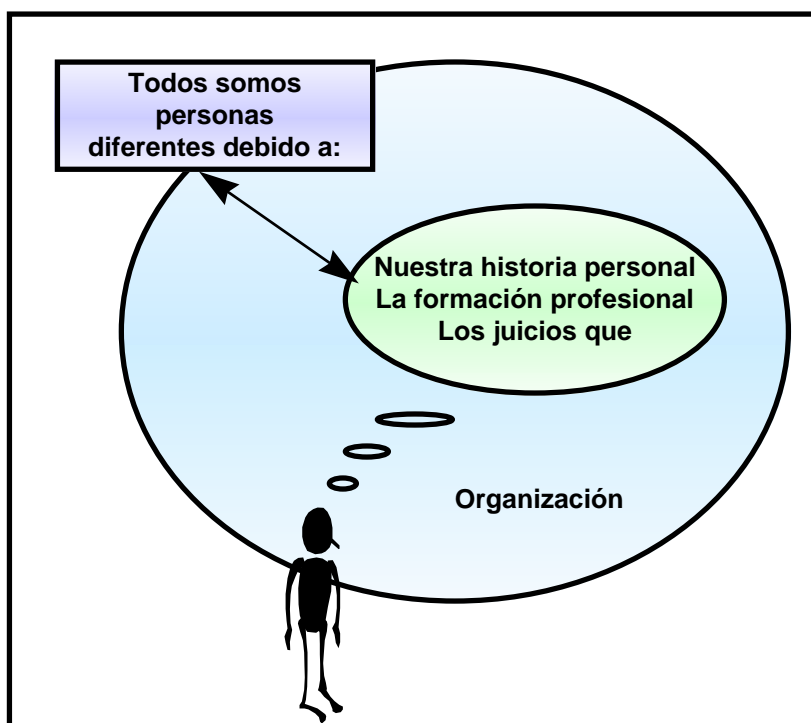 Todos somos
personas
diferentes debido a:
Nuestra historia personal
La formación profesional
Los juicios que
Organización